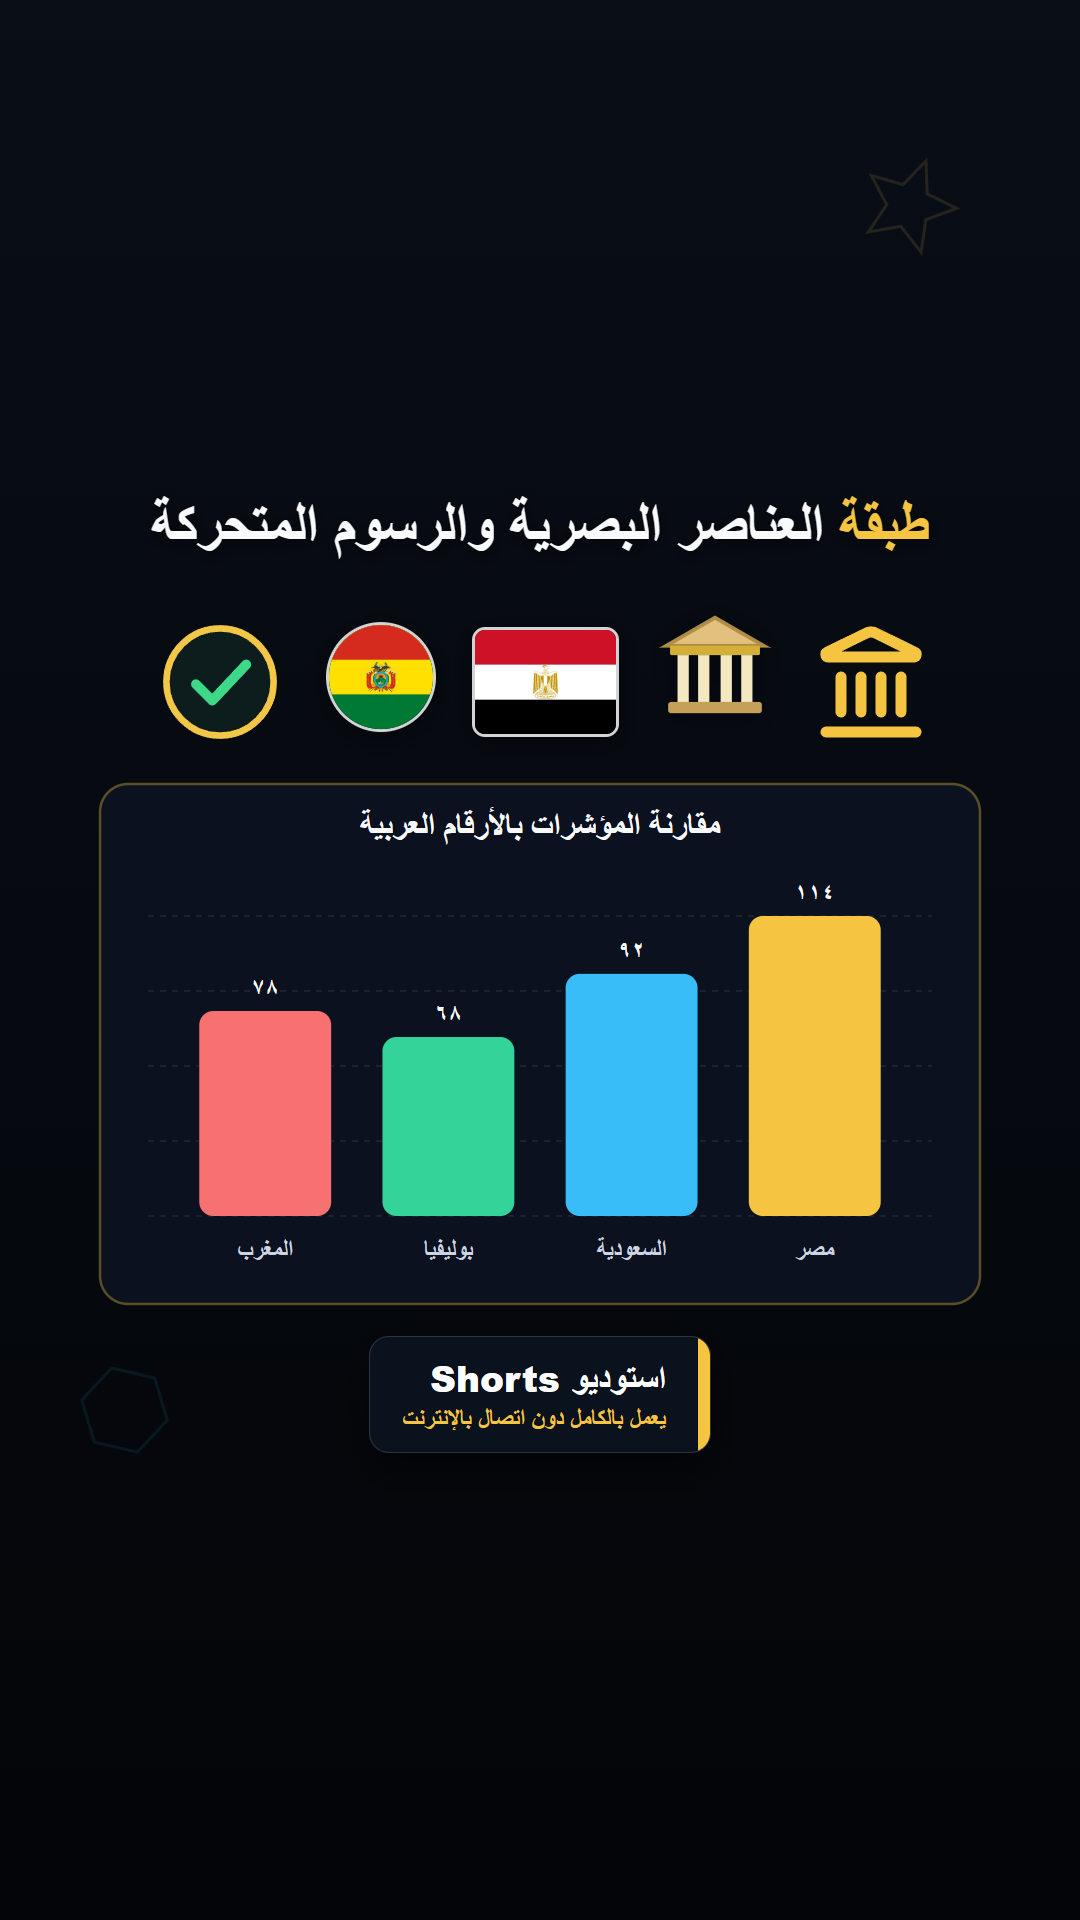 طبقة العناصر البصرية والرسوم المتحركة
مقارنة المؤشرات بالأرقام العربية
١١٤
٩٢
٦٨
٧٨
مصر
السعودية
بوليفيا
المغرب
استوديو Shorts
يعمل بالكامل دون اتصال بالإنترنت